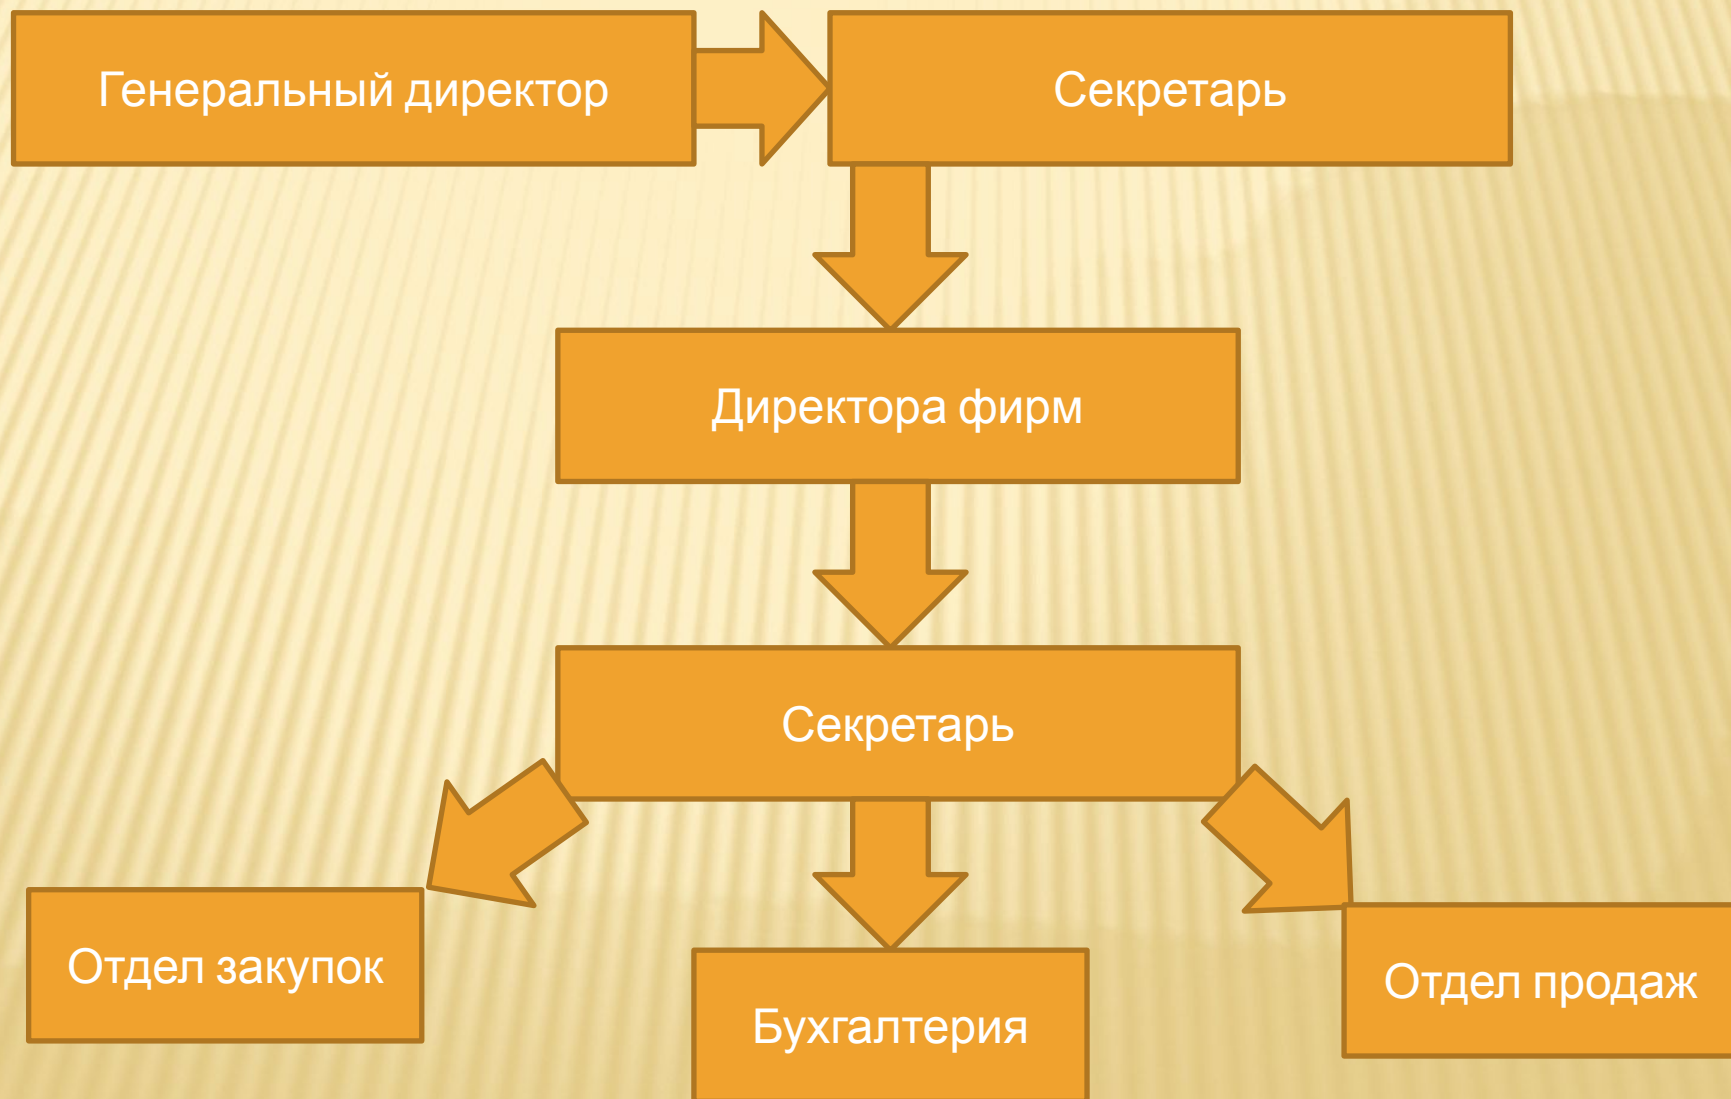 Генеральный директор
Секретарь
Директора фирм
Секретарь
Отдел закупок
Бухгалтерия
Отдел продаж